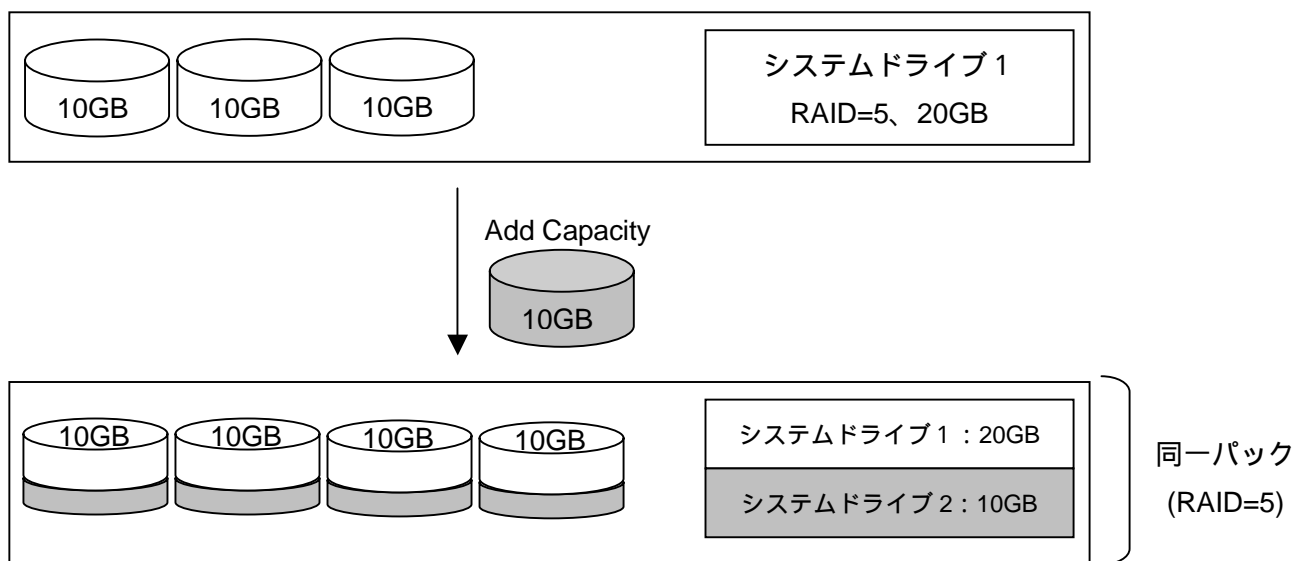 10GB 10GB 10GB
システムドライブ1
RAID=5、20GB
Add Capacity
10GB
10GB 10GB 10GB 10GB
システムドライブ1：20GB
システムドライブ2：10GB
同一パック
(RAID=5)